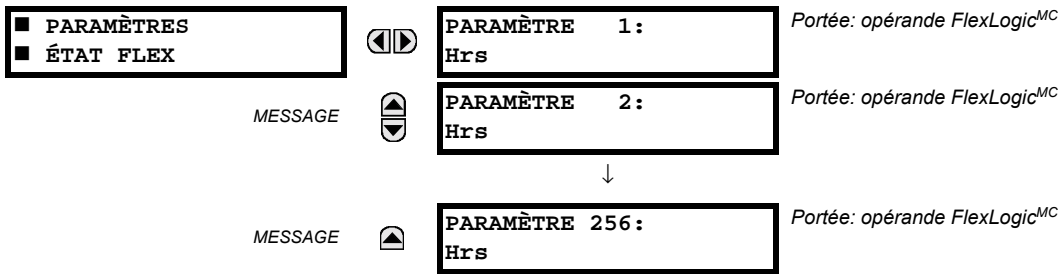 ■ PARAMÈTRES
■ ÉTAT FLEX
PARAMÈTRE 1:
Hrs
Portée: opérande FlexLogicMC
MESSAGE
PARAMÈTRE 2:
Hrs
Portée: opérande FlexLogicMC
↓
MESSAGE
PARAMÈTRE 256:
Hrs
Portée: opérande FlexLogicMC